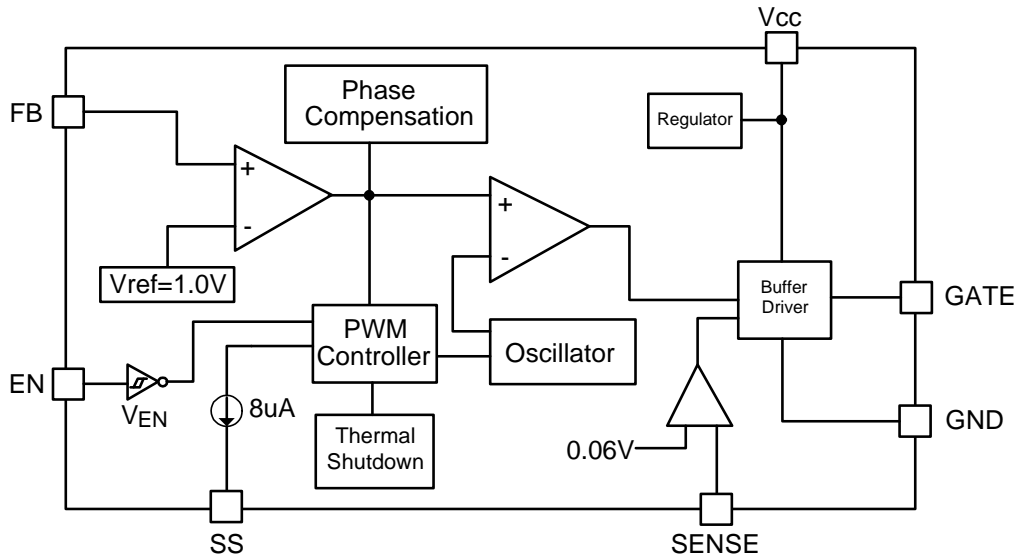 Vcc
FB
Phase
Compensation
Regulator
+
-
+
-
Vref=1.0V
Buffer
Driver
GATE
PWM
Controller
Oscillator
EN
VEN
8uA
GND
Thermal
Shutdown
0.06V
SS
SENSE